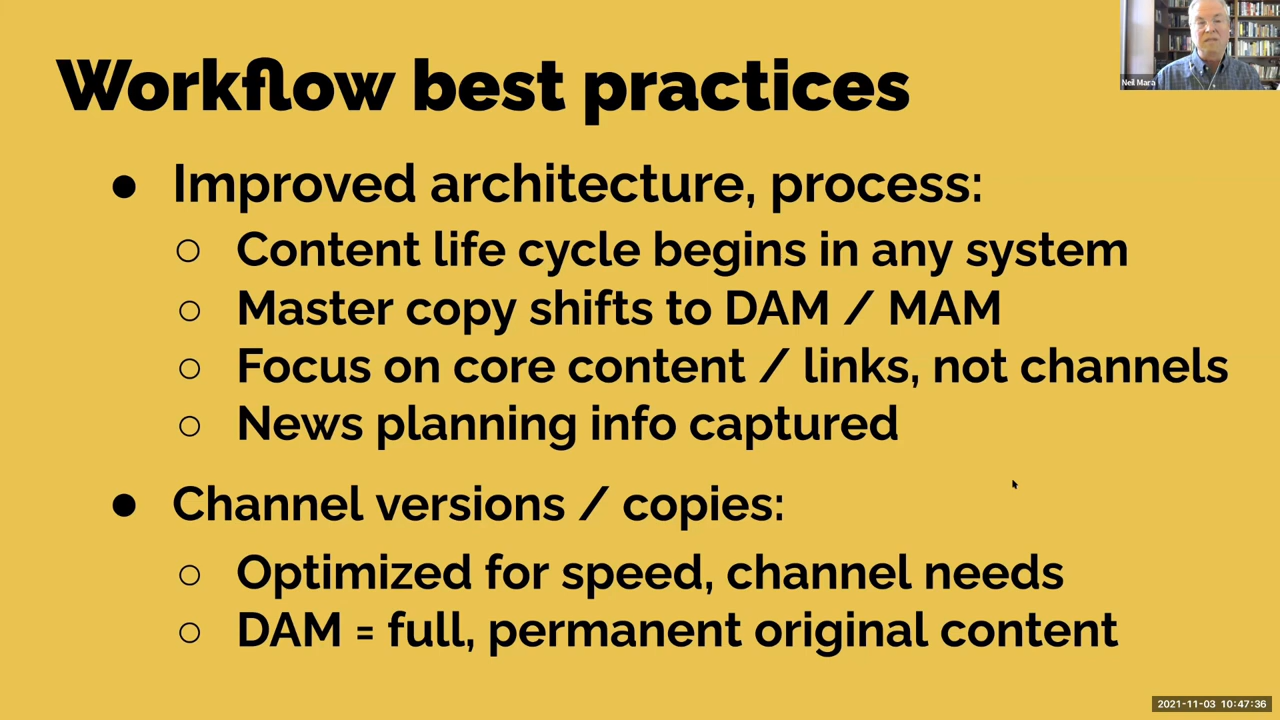 Workflow best practices
Neil Mara
● Improved architecture, process:
○ Content life cycle begins in any system
○ Master copy shifts to DAM / MAM
○ Focus on core content / links, not channels
○ News planning info captured
● Channel versions / copies:
○ Optimized for speed, channel needs
○ DAM = full, permanent original content
2021-11-03 10:47:36